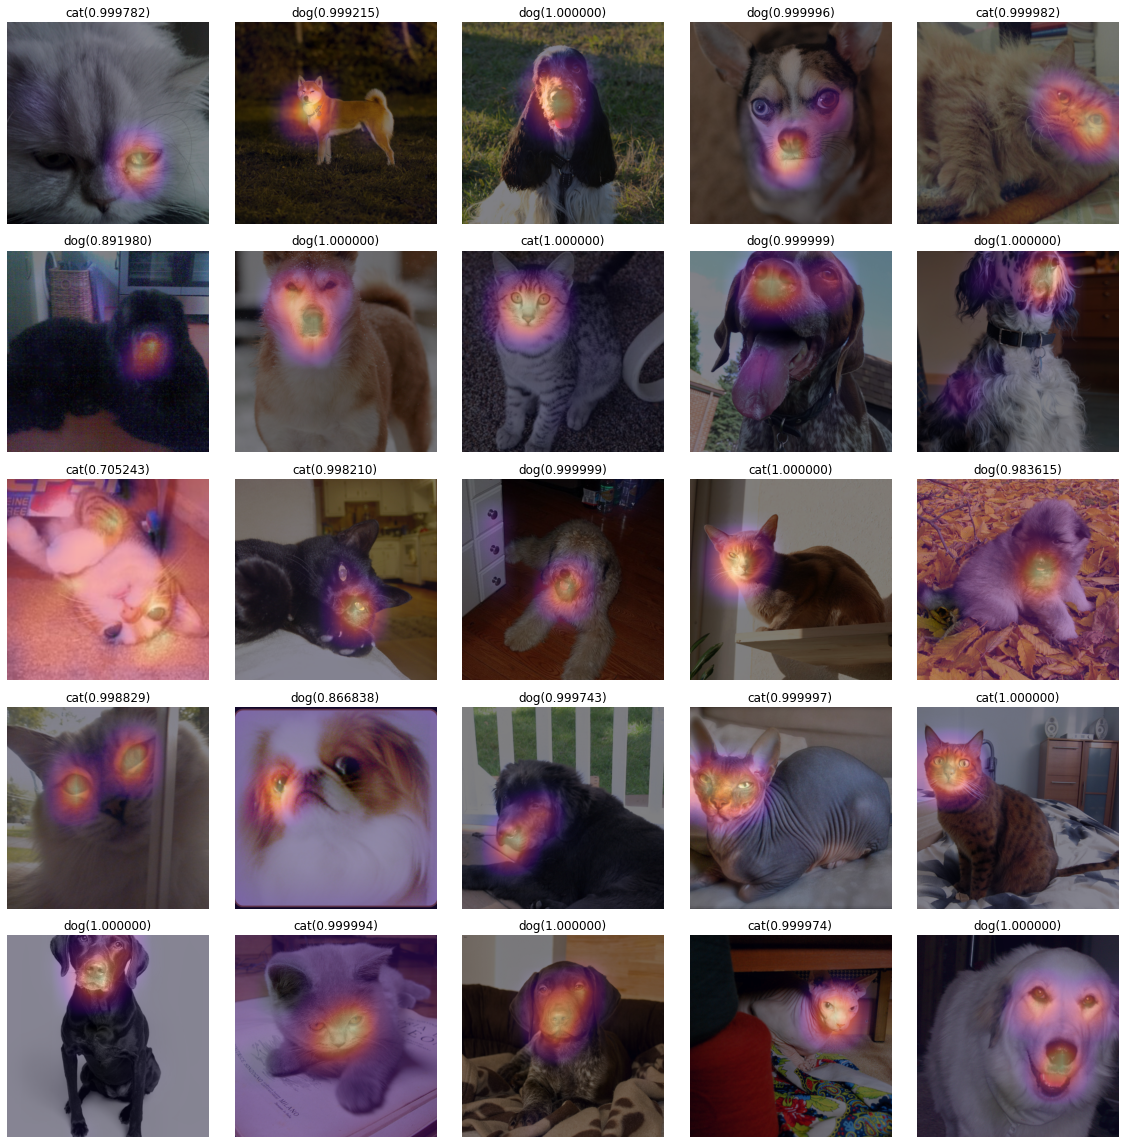 cat(0.999782) dog(0.999215) dog(1.000000) dog(0.999996) cat(0.999982)
dog(0.891980) dog(1.000000) cat(1.000000) dog(0.999999) dog(1.000000)
cat(0.705243) cat(0.998210) dog(0.999999) cat(1.000000) dog(0.983615)
EINE
cat(0.998829) dog(0.866838) dog(0.999743) cat(0.999997) cat(1.000000)
dog(1.000000) cat(0.999994) dog(1.000000) cat(0.999974) dog(1.000000)